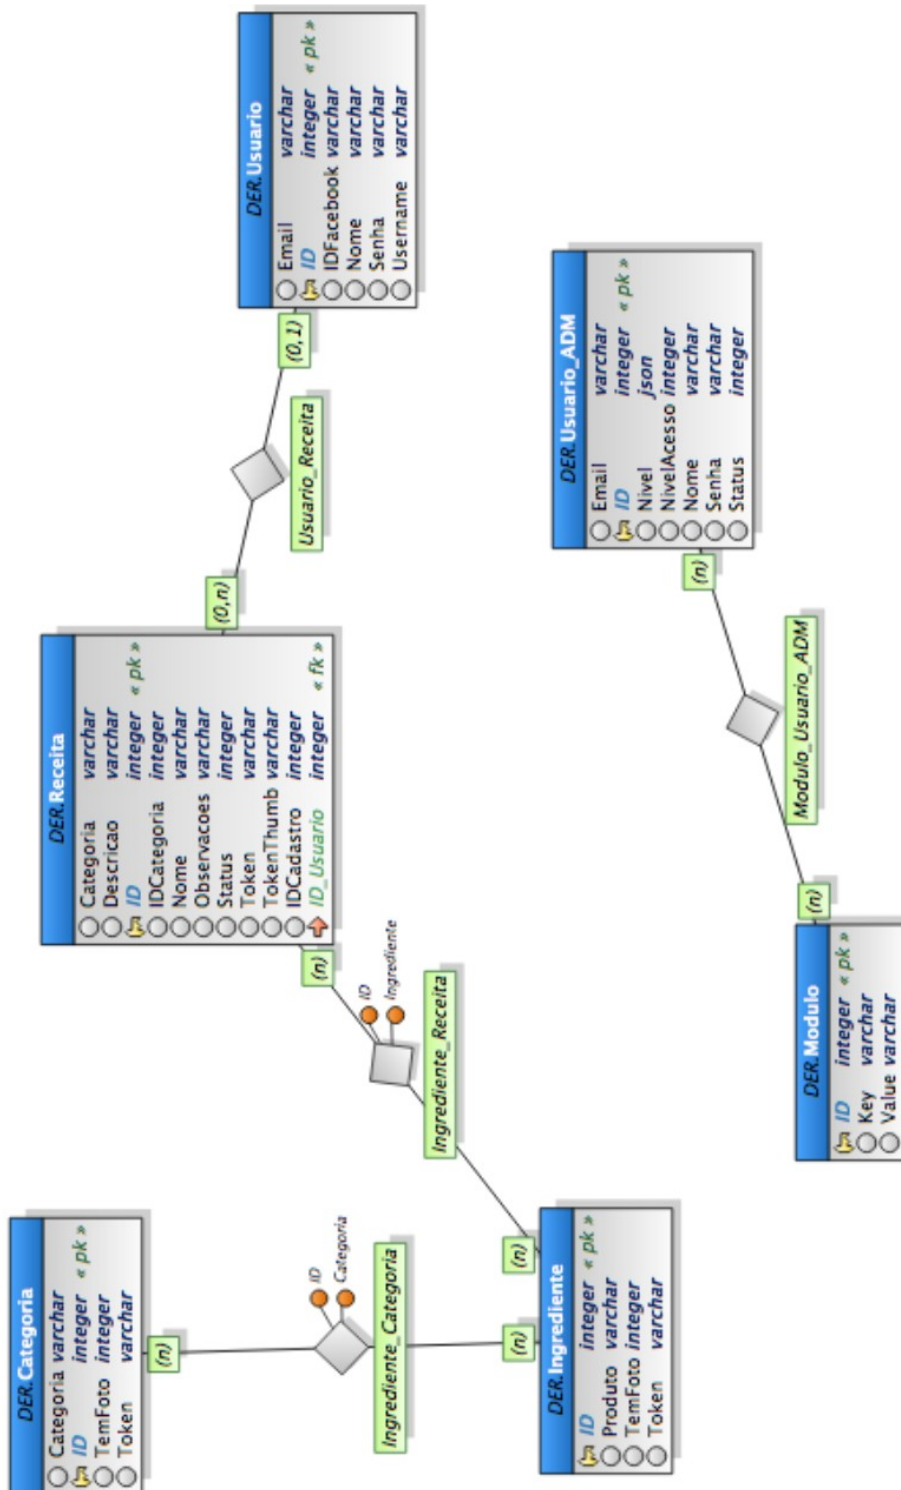 DER.Categoria
Categoria varchar
ID integer « pk »
TemFoto integer
Token varchar
(n)
ID
Categoria
Ingrediente_Categoria
(n)
DER.Ingrediente
ID integer « pk »
Produto varchar
TemFoto integer
Token varchar
(n)
Ingrediente_Receita
ID
Ingrediente
(n)
DER.Receita
Categoria varchar
Descricao varchar
ID integer « pk »
IDCategoria integer
Nome varchar
Observacoes varchar
Status integer
Token varchar
TokenThumb varchar
IDCadastro integer
ID_Usuario integer « fk »
(0,n)
Usuario_Receita
(0,1)
DER.Usuario
Email varchar
ID integer « pk »
IDFacebook varchar
Nome varchar
Senha varchar
Username varchar
DER.Modulo
ID integer « pk »
Key varchar
Value varchar
(n)
Modulo_Usuario_ADM
(n)
DER.Usuario_ADM
Email varchar
ID integer « pk »
Nivel json
NivelAcesso integer
Nome varchar
Senha varchar
Status integer